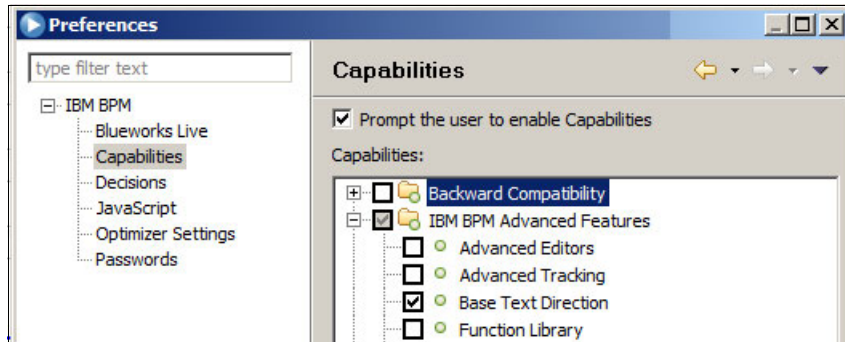 Preferences
type filter text
IBM BPM
Blueworks Live
Capabilities
Decisions
JavaScript
Optimizer Settings
Passwords
Capabilities
Prompt the user to enable Capabilities
Capabilities:
Backward Compatibility
IBM BPM Advanced Features
Advanced Editors
Advanced Tracking
Base Text Direction
Function Library